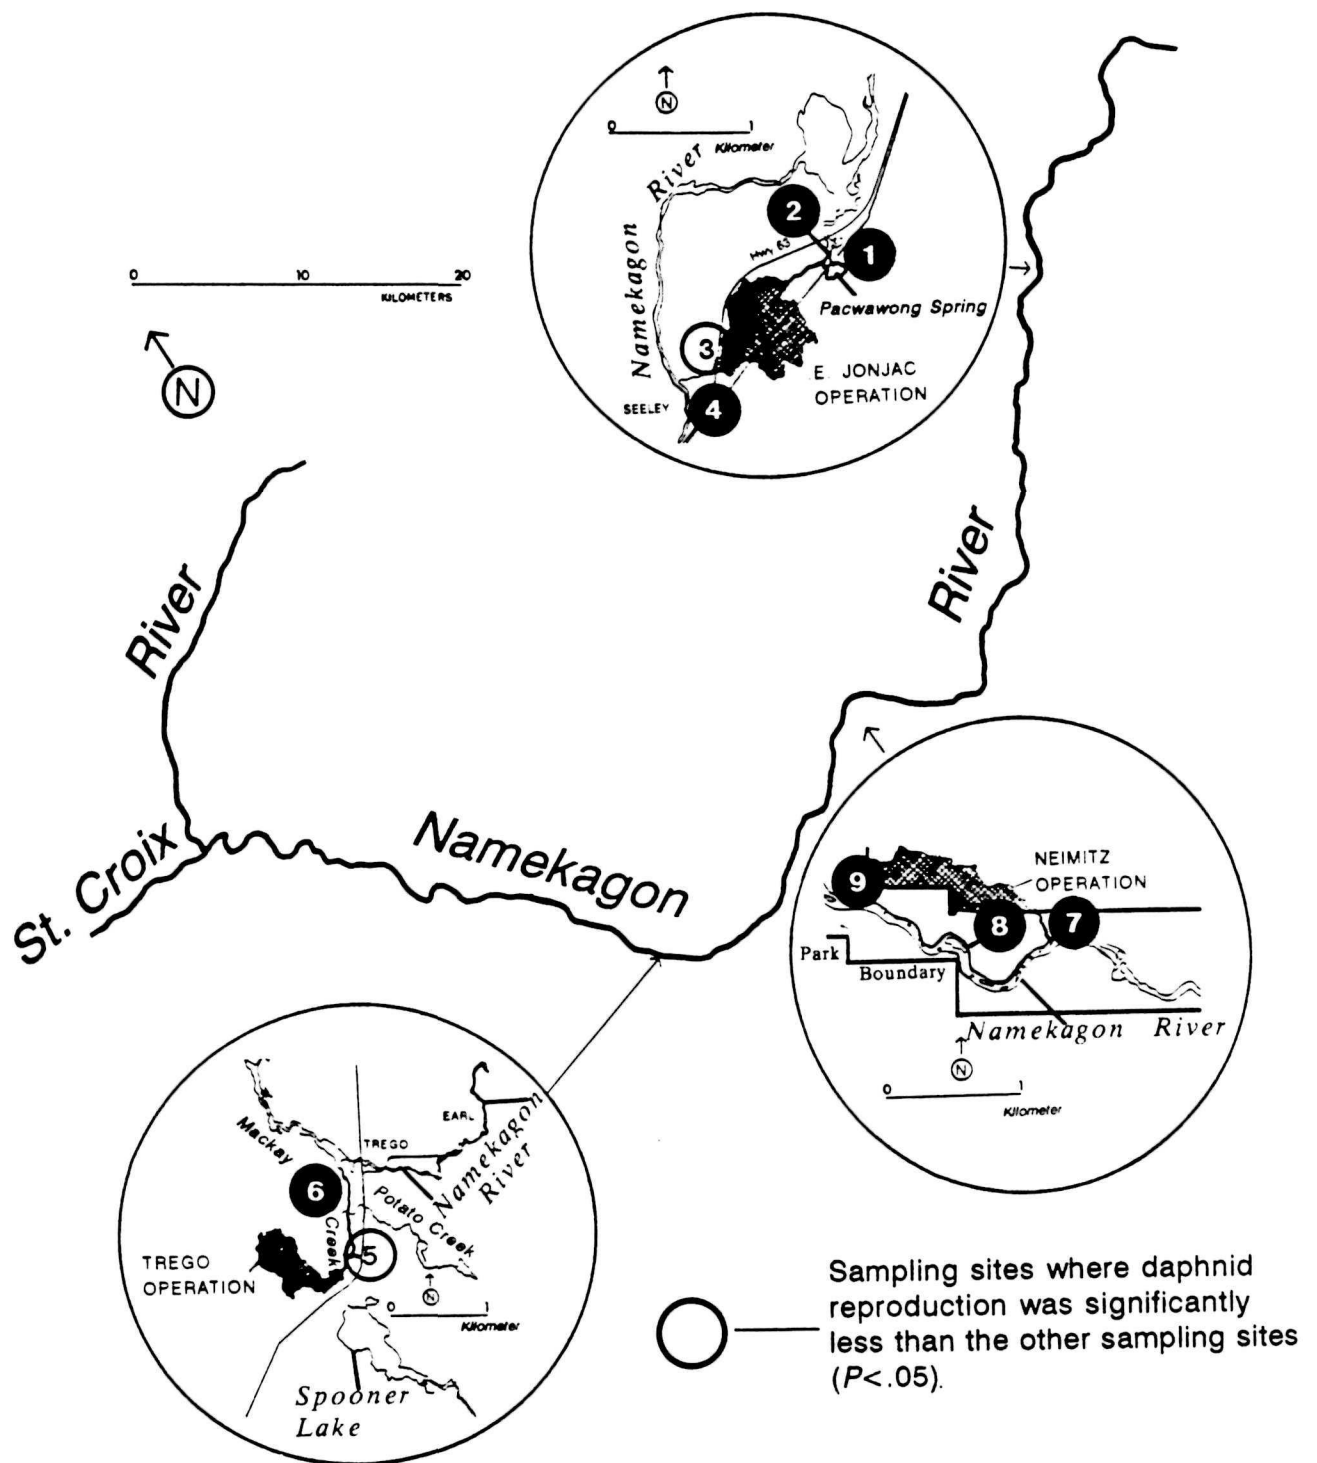 N
0 1
Kilometer
River
Namekagon
2
1
Hwy 63
Pacwawong Spring
3
E. JONJAC
OPERATION
SEELEY
4
0 10 20
KILOMETERS
N
River
River
St. Croix
Namekagon
NEIMITZ
OPERATION
9
8
7
Park
Boundary
Namekagon River
N
0 1
Kilometer
Mackay
EARL
TREGO
Namekagon
River
6
Potato Creek
Creek
5
TREGO
OPERATION
N
0 1
Kilometer
Spooner
Lake
Sampling sites where daphnid
reproduction was significantly
less than the other sampling sites
(P<.05).